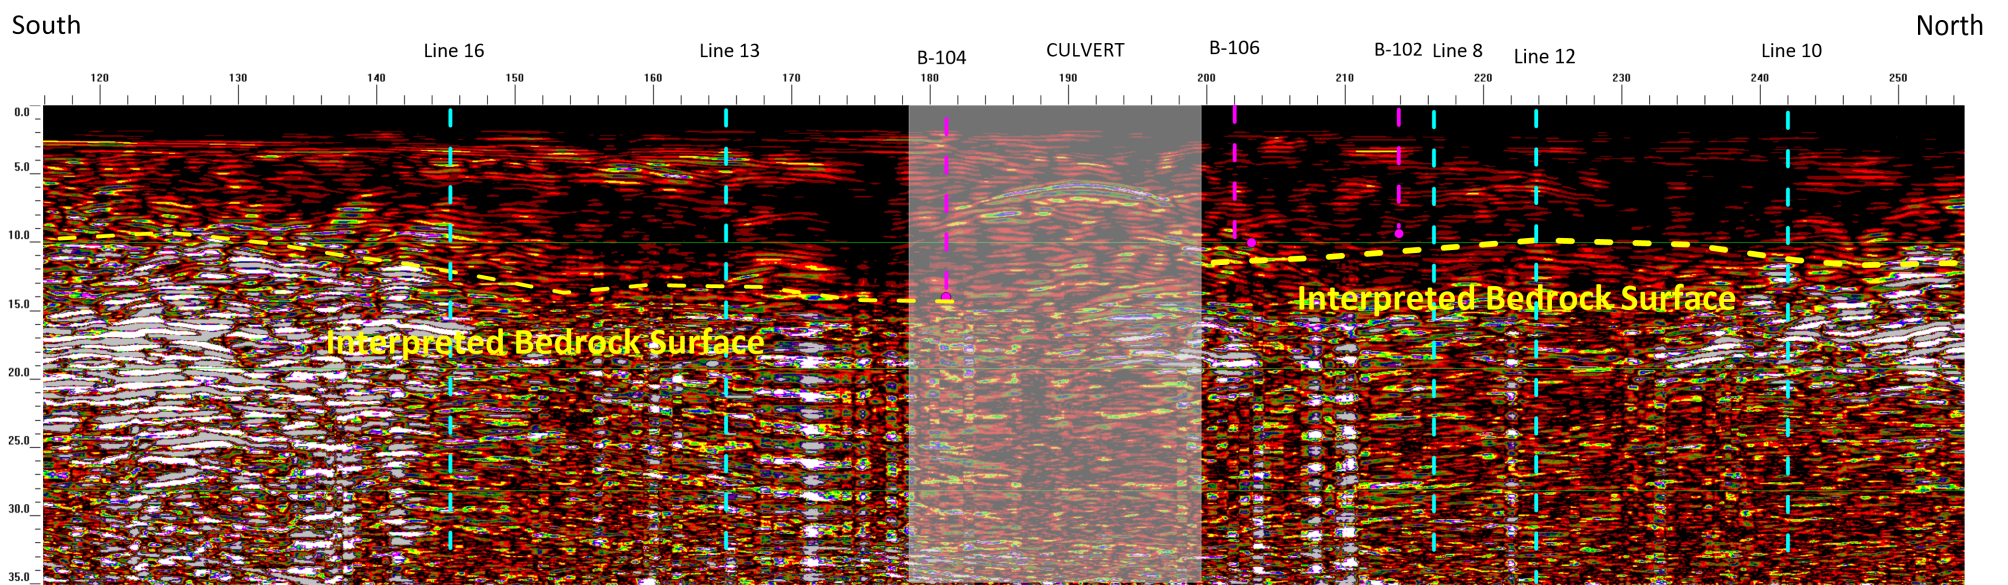 South
North
Line 16
Line 13
B-104
CULVERT
B-106
B-102
Line 8
Line 12
Line 10
120
130
140
150
160
170
180
190
200
210
220
230
240
250
0.0
5.0
10.0
15.0
20.0
25.0
30.0
35.0
Interpreted Bedrock Surface
Interpreted Bedrock Surface